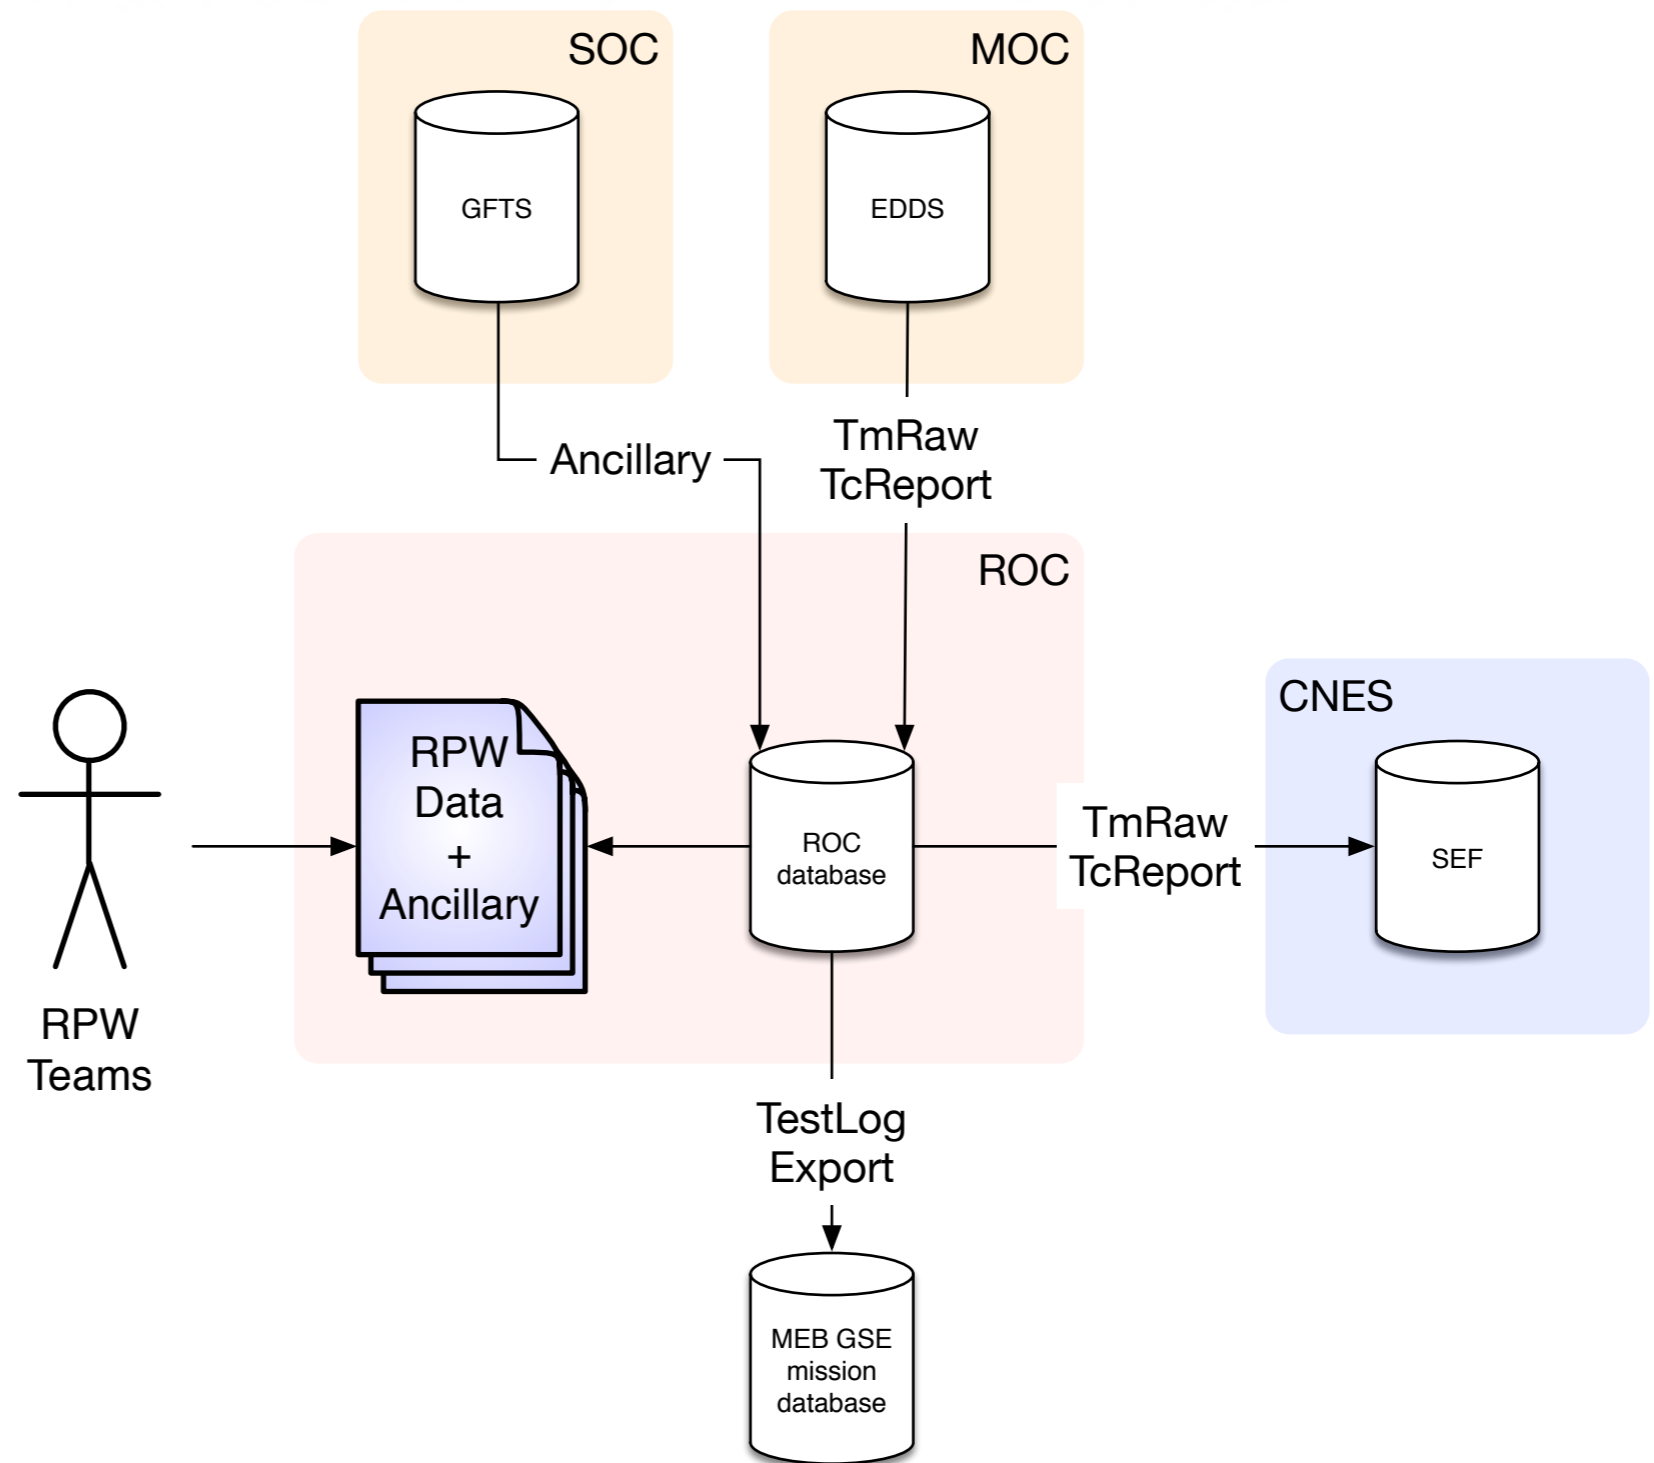 SOC
MOC
GFTS
EDDS
Ancillary
TmRaw
TcReport
ROC
RPW
Data
+
Ancillary
ROC
database
TmRaw
TcReport
CNES
SEF
RPW
Teams
TestLog
Export
MEB GSE
mission
database